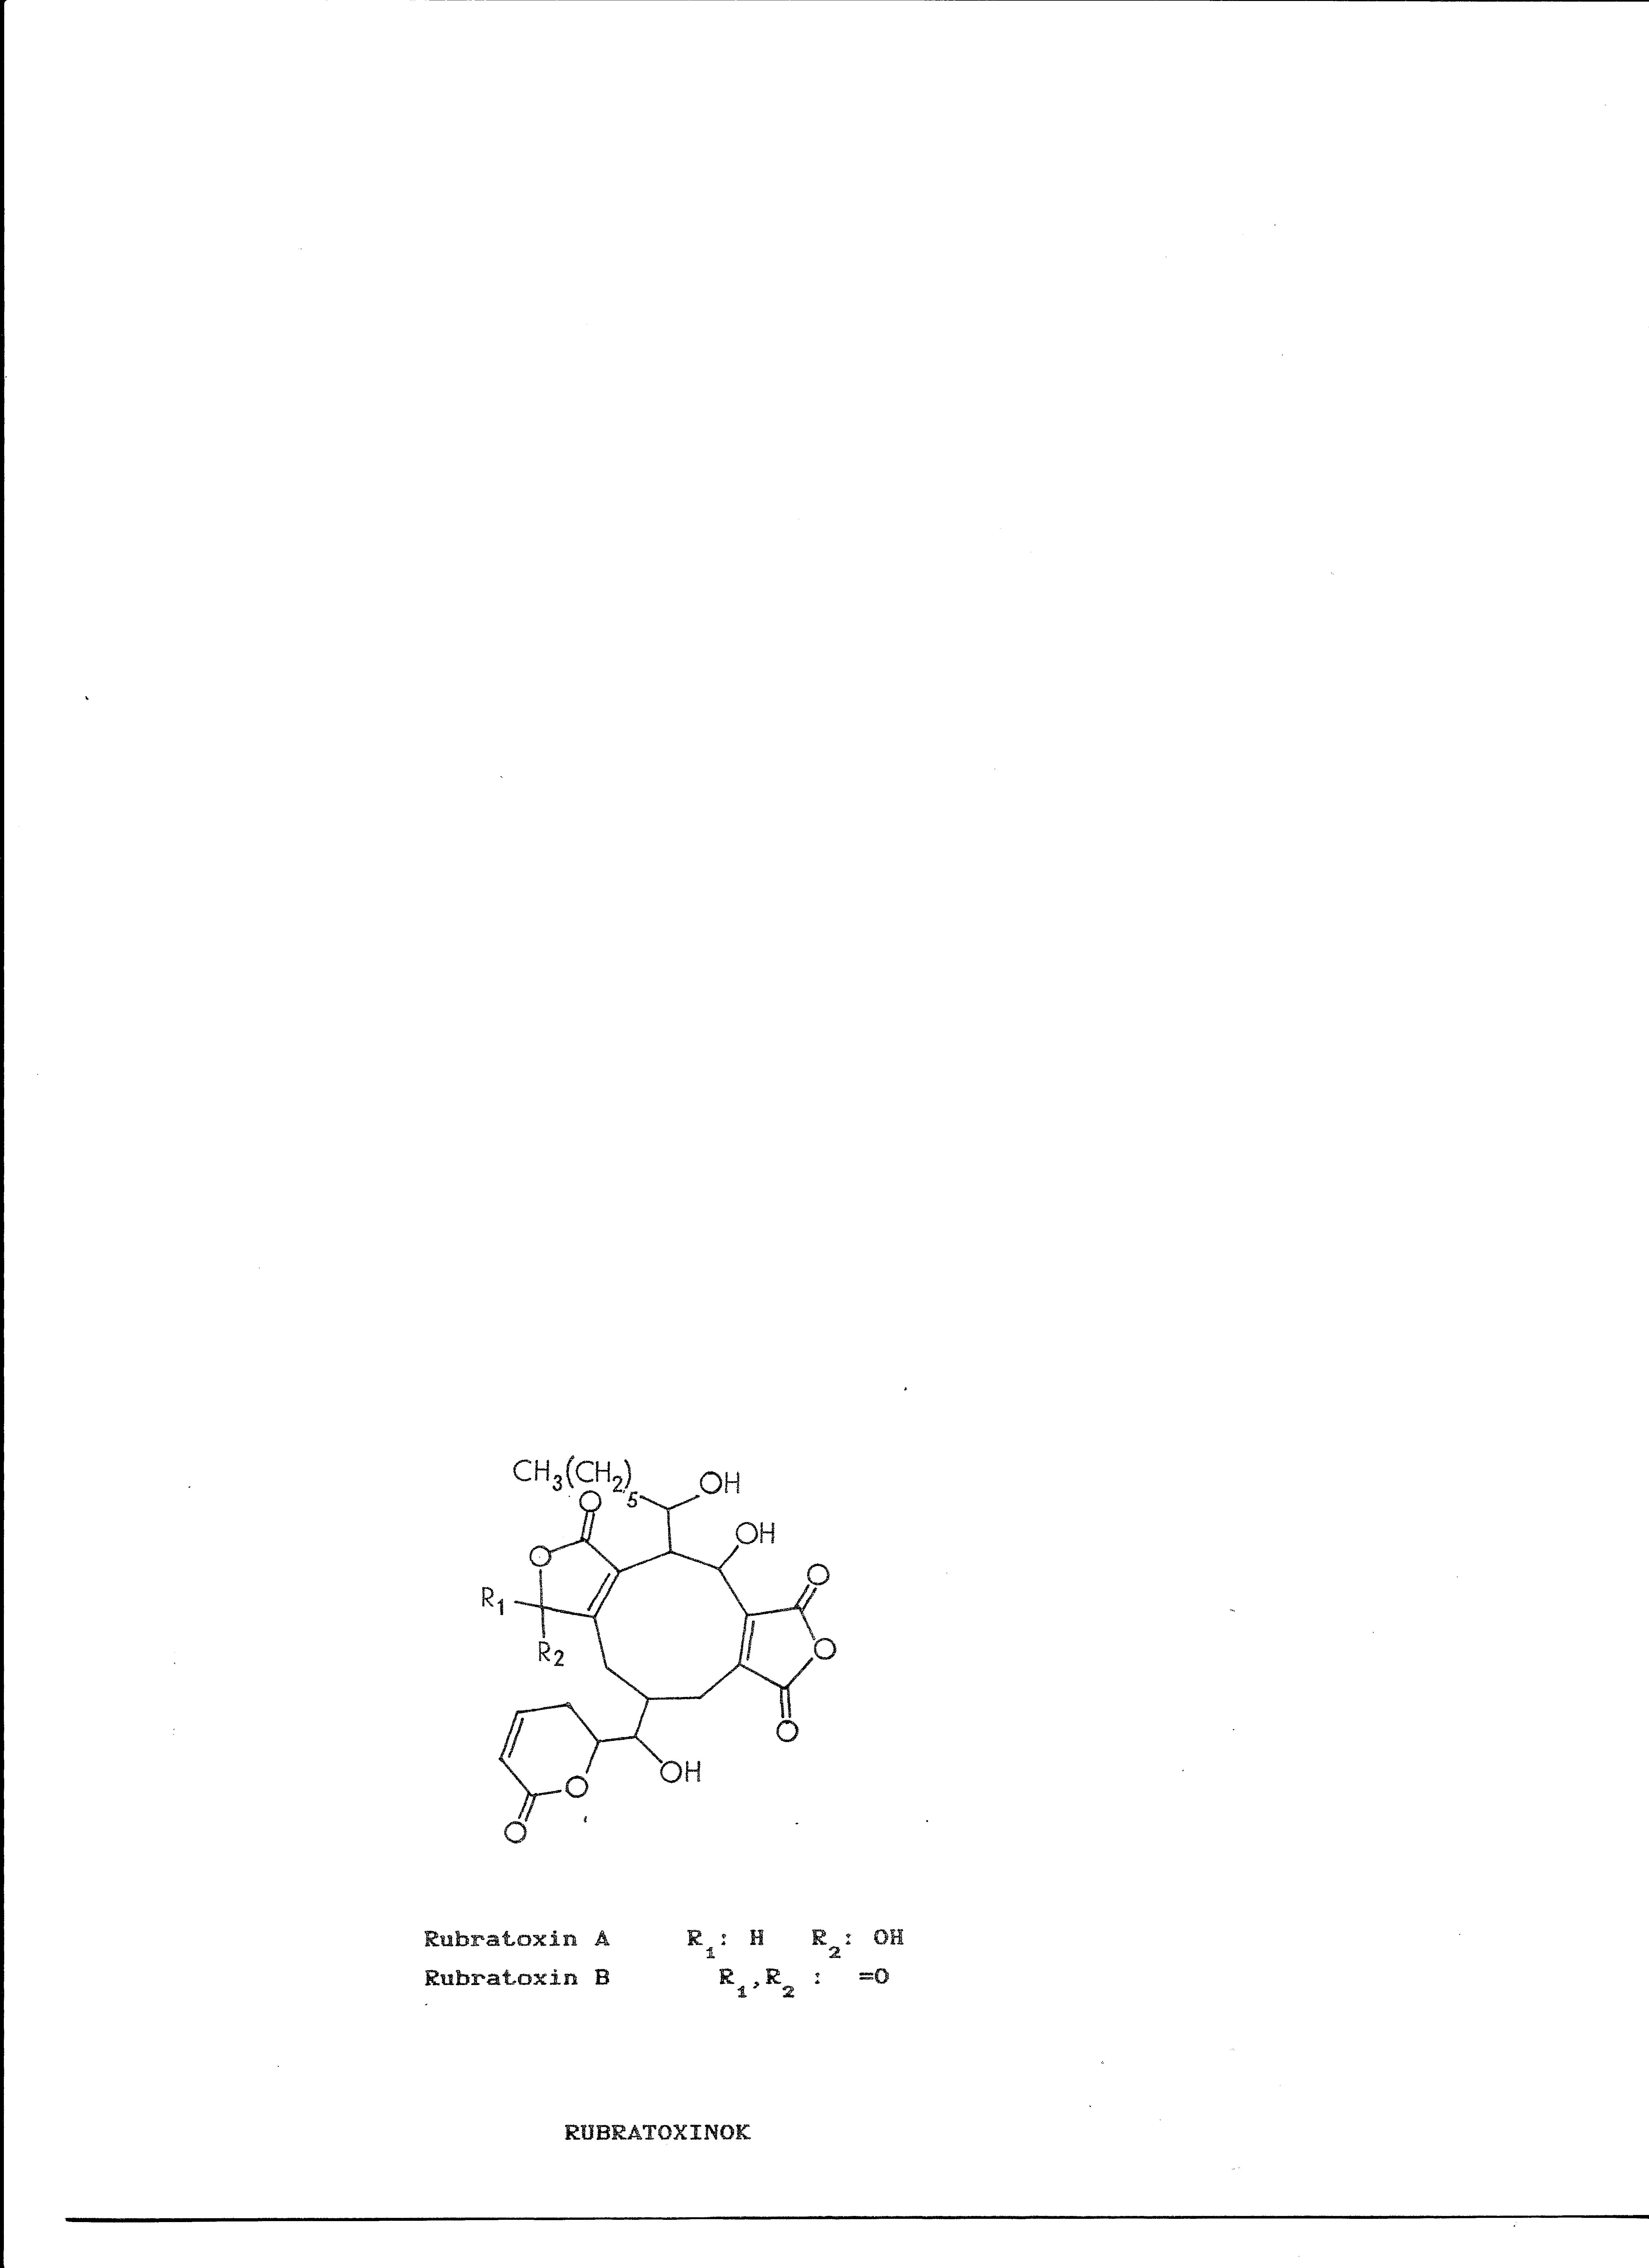 CH3(CH2)5
OH
O
OH
O
O
R1
O
R2
O
OH
O
O
Rubratoxin A R1: H R2: OH
Rubratoxin B R1,R2 : =O
RUBRATOXINOK